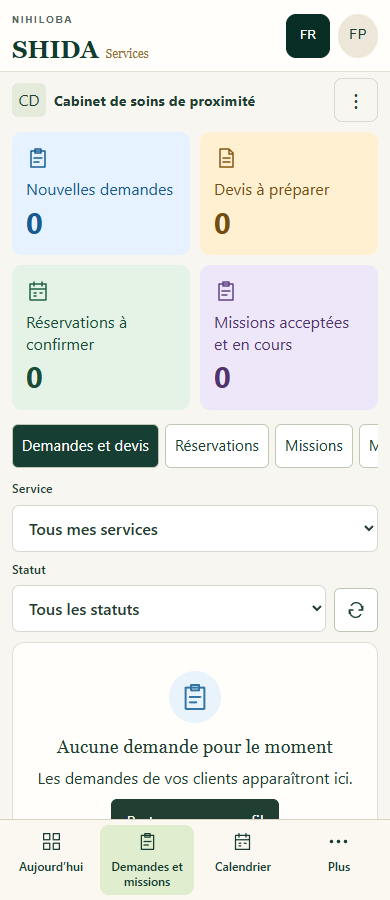 NIHILOBA
SHIDA Services
FR
FP
CD
Cabinet de soins de proximité
Nouvelles demandes
0
Devis à préparer
0
Réservations à
confirmer
0
Missions acceptées
et en cours
0
Demandes et devis
Réservations
Missions
Service
Tous mes services
Statut
Tous les statuts
Aucune demande pour le moment
Les demandes de vos clients apparaîtront ici.
Aujourd'hui
Demandes et
missions
Calendrier
Plus